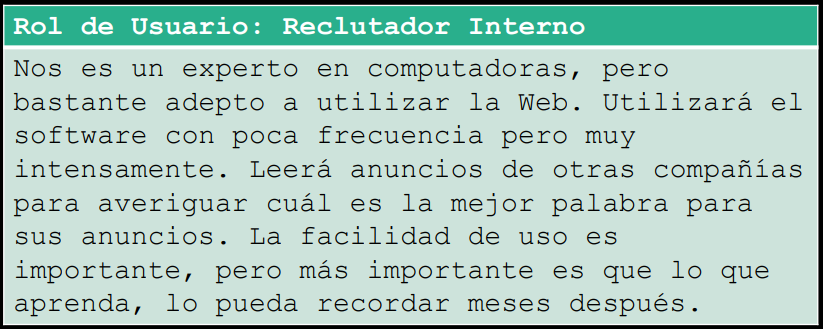 Rol de Usuario: Reclutador Interno
Nos es un experto en computadoras, pero
bastante adepto a utilizar la Web. Utilizará el
software con poca frecuencia pero muy
intensamente. Leerá anuncios de otras compañías
para averiguar cuál es la mejor palabra para
sus anuncios. La facilidad de uso es
importante, pero más importante es que lo que
aprenda, lo pueda recordar meses después.